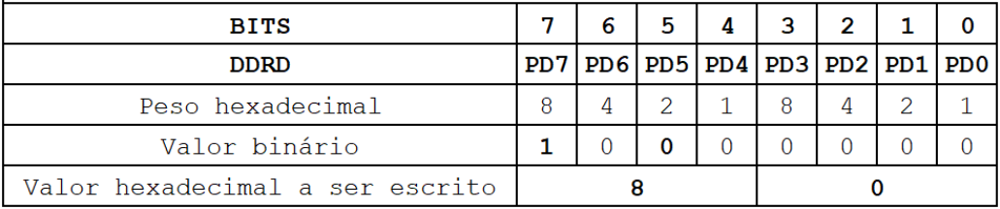 BITS 7 6 5 4 3 2 1 0
DDRD PD7 PD6 PD5 PD4 PD3 PD2 PD1 PD0
Peso hexadecimal 8 4 2 1 8 4 2 1
Valor binário 1 0 0 0 0 0 0 0
Valor hexadecimal a ser escrito 8 0